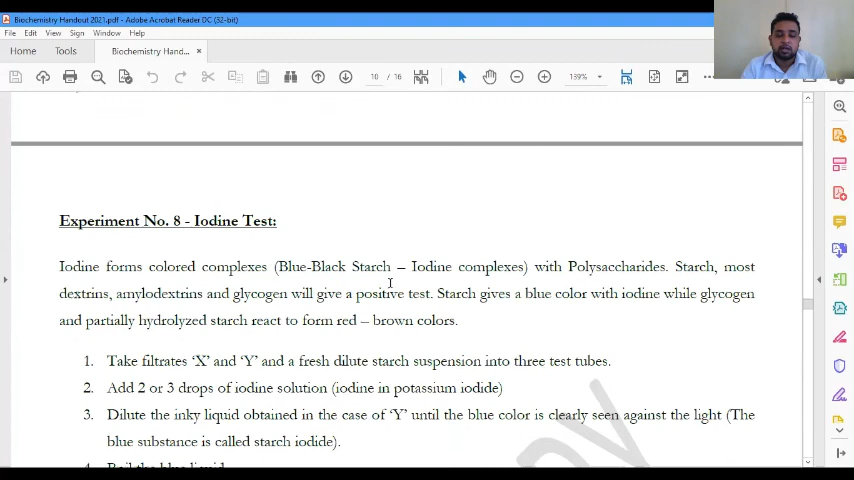 Biochemistry Handout 2021.pdf - Adobe Acrobat Reader DC (32-bit)
File Edit View Sign Window Help
Home Tools Biochemistry Hand... ×
10 / 16 139%
Experiment No. 8 - Iodine Test:
Iodine forms colored complexes (Blue-Black Starch – Iodine complexes) with Polysaccharides. Starch, most
dextrins, amylodextrins and glycogen will give a positive test. Starch gives a blue color with iodine while glycogen
and partially hydrolyzed starch react to form red – brown colors.
1. Take filtrates ‘X’ and ‘Y’ and a fresh dilute starch suspension into three test tubes.
2. Add 2 or 3 drops of iodine solution (iodine in potassium iodide)
3. Dilute the inky liquid obtained in the case of ‘Y’ until the blue color is clearly seen against the light (The
blue substance is called starch iodide).
4. Boil the blue liquid